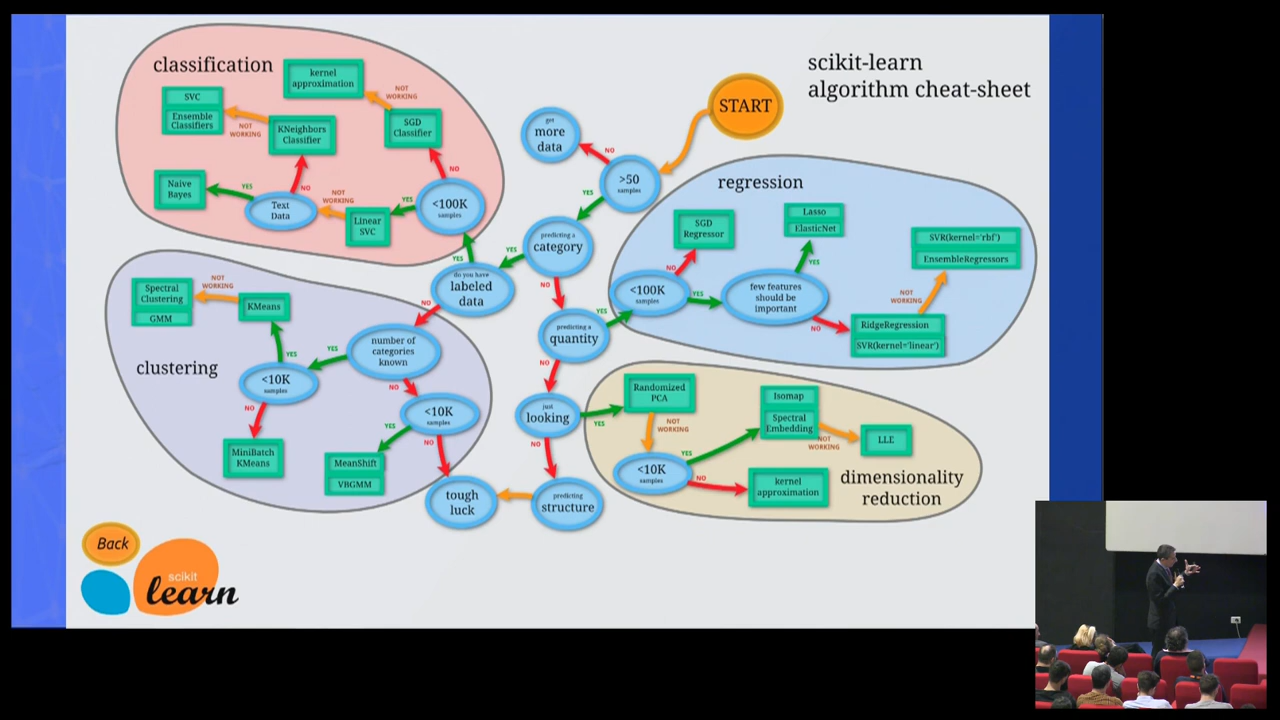 scikit-learn
algorithm cheat-sheet
START
>50
samples
NO
get
more
data
YES
predicting a
category
YES
do you have
labeled
data
YES
NO
classification
<100K
samples
NO
SGD
Classifier
NOT
WORKING
kernel
approximation
YES
Linear
SVC
NOT
WORKING
Text
Data
YES
Naive
Bayes
NO
KNeighbors
Classifier
NOT
WORKING
SVC
Ensemble
Classifiers
NO
predicting a
quantity
YES
regression
<100K
samples
NO
SGD
Regressor
YES
few features
should be
important
YES
Lasso
ElasticNet
NO
RidgeRegression
SVR(kernel='linear')
NOT
WORKING
SVR(kernel='rbf')
EnsembleRegressors
clustering
number of
categories
known
YES
<10K
samples
YES
KMeans
NOT
WORKING
Spectral
Clustering
GMM
NO
MiniBatch
KMeans
NO
<10K
samples
YES
MeanShift
VBGMM
NO
tough
luck
NO
just
looking
YES
Randomized
PCA
NOT
WORKING
<10K
samples
YES
Isomap
Spectral
Embedding
NOT
WORKING
LLE
NO
kernel
approximation
dimensionality
reduction
NO
predicting
structure
Back
scikit
learn